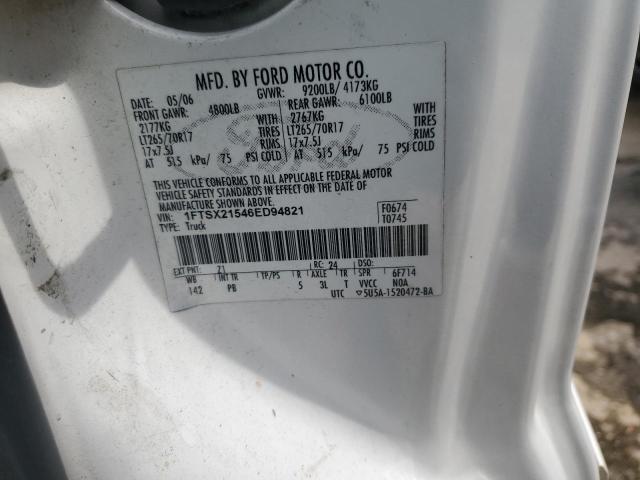 MFD. BY FORD MOTOR CO.
DATE: 05/06 GVWR: 9200LB/ 4173KG
FRONT GAWR: 4800LB REAR GAWR: 6100LB
2177KG WITH 2767KG WITH
LT265/70R17 TIRES LT265/70R17 TIRES
17x7.5J RIMS 17x7.5J RIMS
AT 515 kPa/ 75 PSI COLD AT 515 kPa/ 75 PSI COLD
THIS VEHICLE CONFORMS TO ALL APPLICABLE FEDERAL MOTOR
VEHICLE SAFETY STANDARDS IN EFFECT ON THE DATE OF
MANUFACTURE SHOWN ABOVE.
VIN: 1FTSX21546ED94821 F0674
TYPE: Truck T0745
EXT PNT: Z1 RC: 24 DSO:
WB INT TR TP/PS R AXLE TR SPR 6F714
142 PB 5 3L T VVCC N0A
UTC ▽5U5A-1520472-BA
Ford